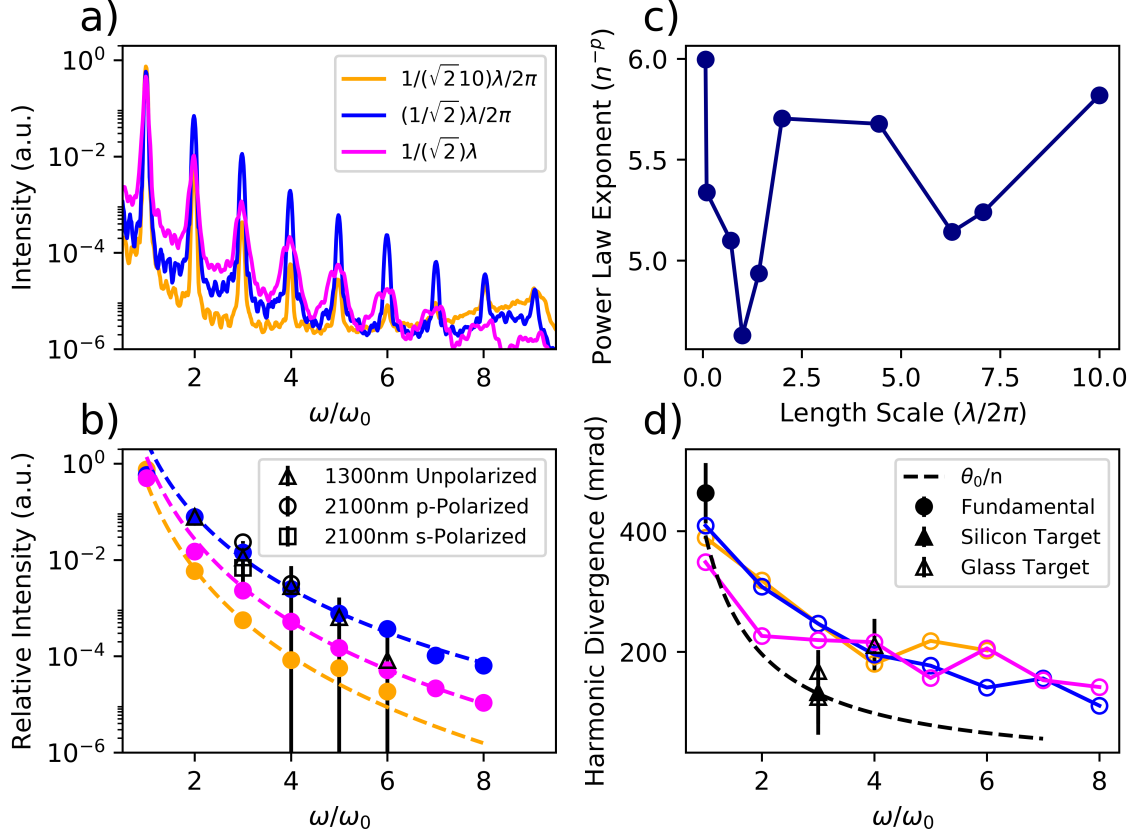 a)
Intensity (a.u.)
10⁰
10⁻²
10⁻⁴
10⁻⁶
2
4
6
8
ω/ω₀
1/(√2 10)λ/2π
(1/√2)λ/2π
1/(√2)λ
c)
Power Law Exponent (n⁻ᵖ)
6.0
5.5
5.0
0.0
2.5
5.0
7.5
10.0
Length Scale (λ/2π)
b)
Relative Intensity (a.u.)
10⁰
10⁻²
10⁻⁴
10⁻⁶
2
4
6
8
ω/ω₀
1300nm Unpolarized
2100nm p-Polarized
2100nm s-Polarized
d)
Harmonic Divergence (mrad)
400
200
2
4
6
8
ω/ω₀
θ₀/n
Fundamental
Silicon Target
Glass Target